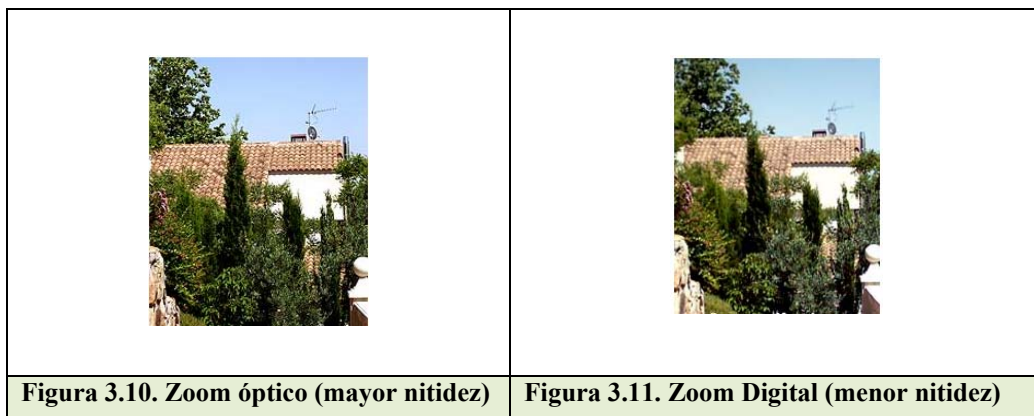 Figura 3.10. Zoom óptico (mayor nitidez)
Figura 3.11. Zoom Digital (menor nitidez)